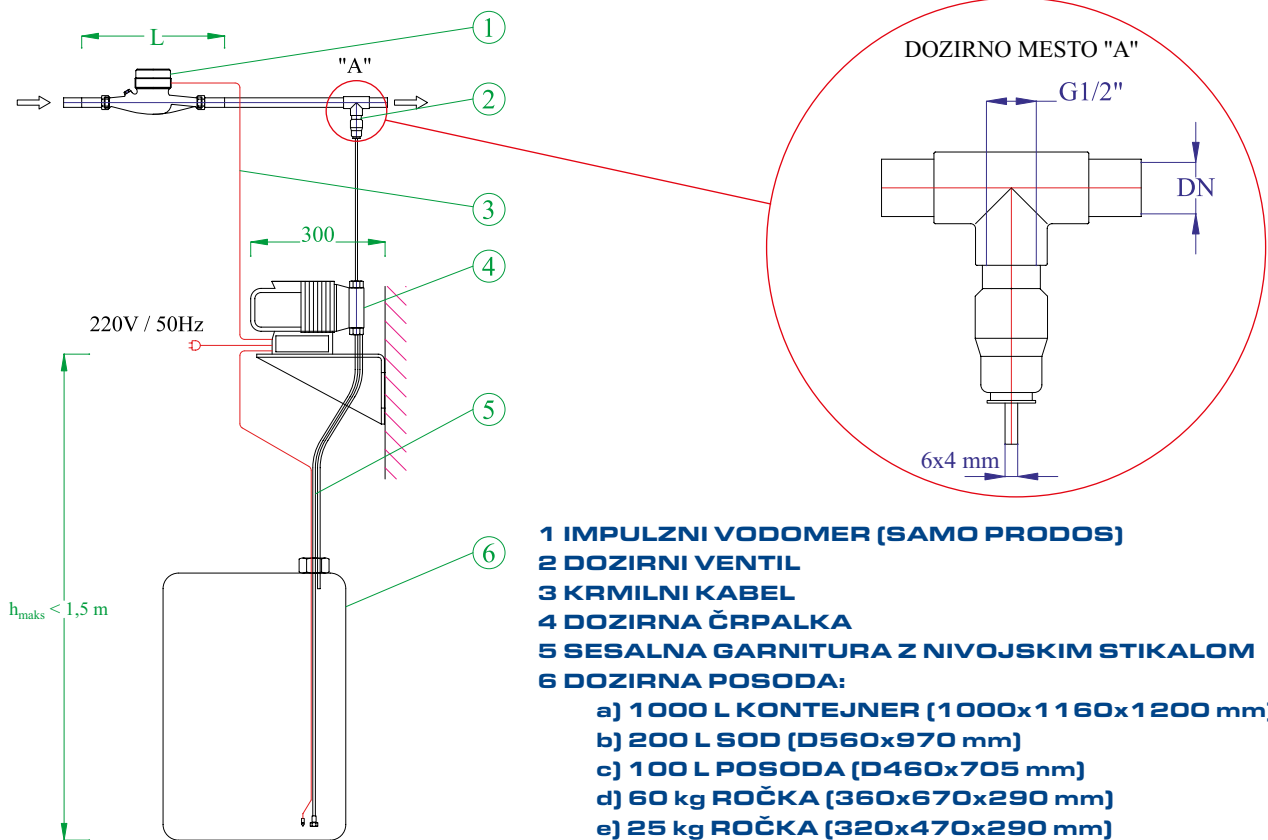 L
1
"A"
2
3
300
4
220V / 50Hz
5
6
hmaks < 1,5 m
DOZIRNO MESTO "A"
G1/2"
DN
6x4 mm
1 IMPULZNI VODOMER (SAMO PRODOS)
2 DOZIRNI VENTIL
3 KRMILNI KABEL
4 DOZIRNA ČRPALKA
5 SESALNA GARNITURA Z NIVOJSKIM STIKALOM
6 DOZIRNA POSODA:
a) 1000 L KONTEJNER (1000x1160x1200 mm)
b) 200 L SOD (D560x970 mm)
c) 100 L POSODA (D460x705 mm)
d) 60 kg ROČKA (360x670x290 mm)
e) 25 kg ROČKA (320x470x290 mm)